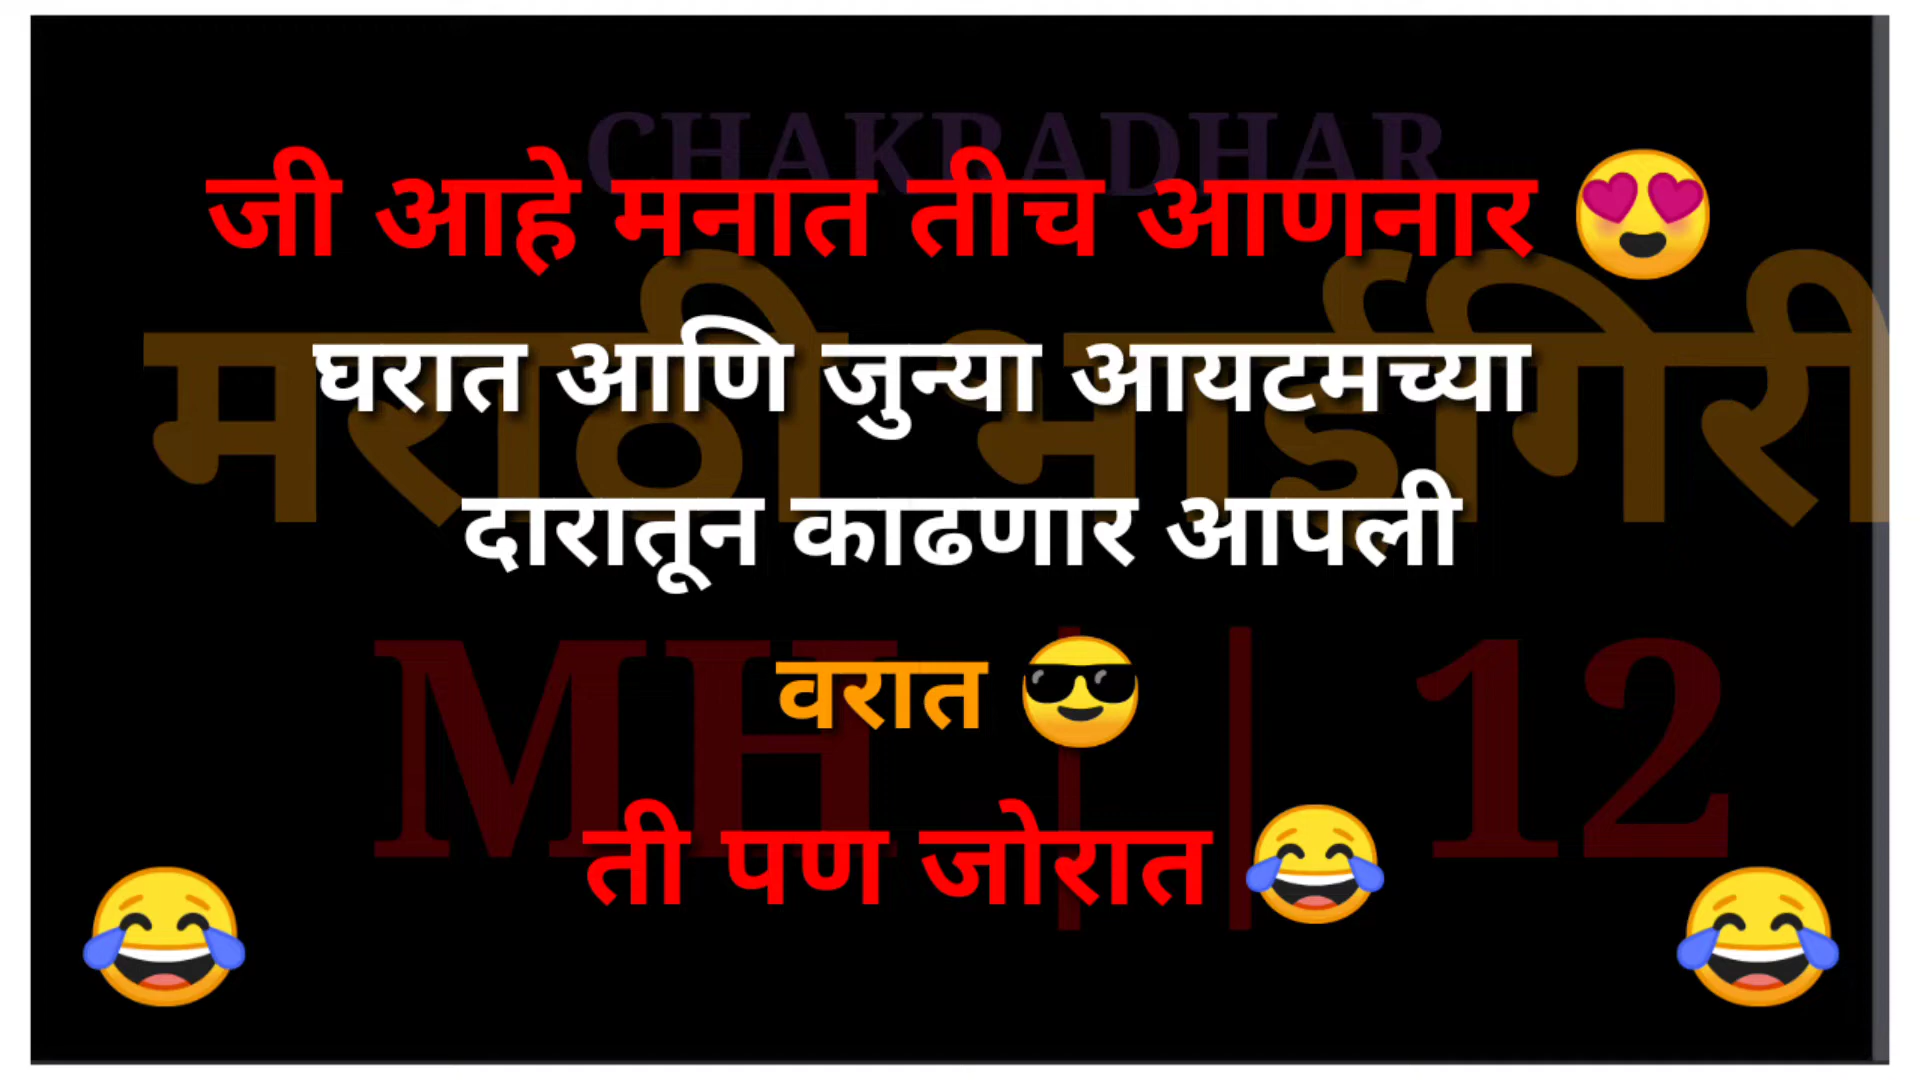 CHAKRADHAR
जी आहे मनात तीच आणनार 😍
मराठी भाईगिरी
घरात आणि जुन्या आयटमच्या
दारातून काढणार आपली
वरात 😎
MH || 12
ती पण जोरात 😂